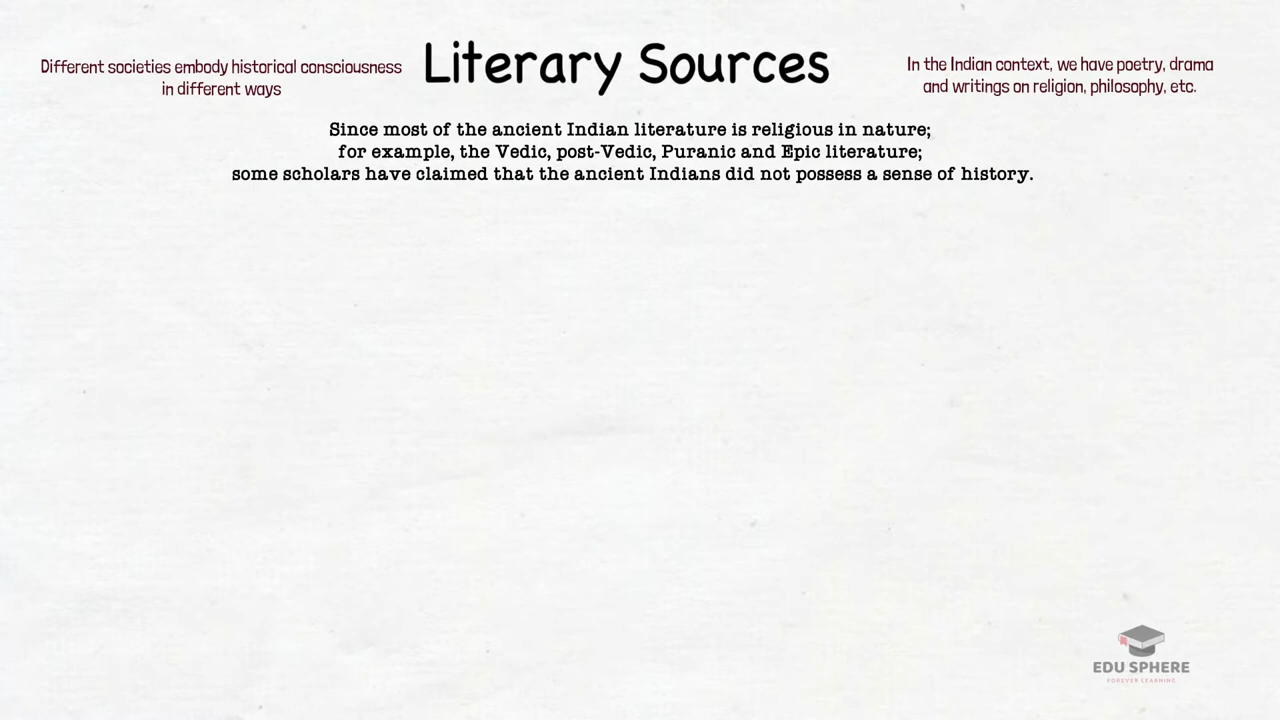 Literary Sources
Different societies embody historical consciousness
in different ways
In the Indian context, we have poetry, drama
and writings on religion, philosophy, etc.
Since most of the ancient Indian literature is religious in nature;
for example, the Vedic, post-Vedic, Puranic and Epic literature;
some scholars have claimed that the ancient Indians did not possess a sense of history.
EDU SPHERE
FOREVER LEARNING